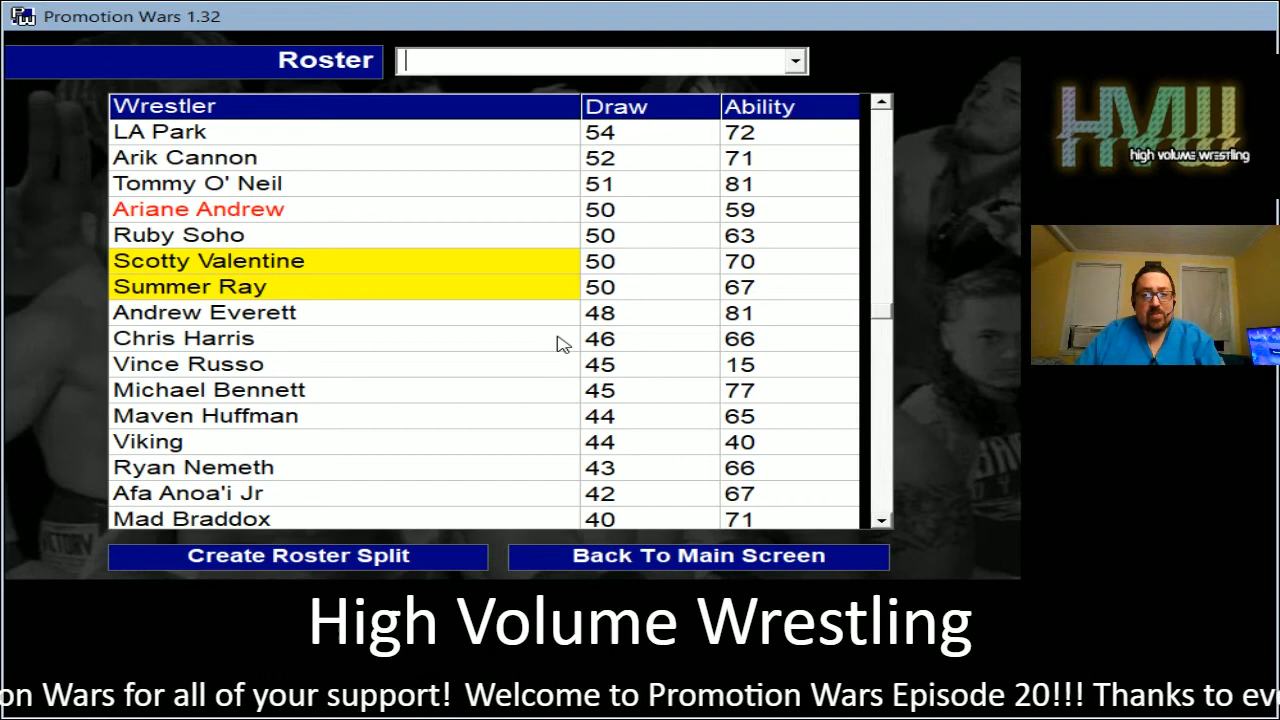 Promotion Wars 1.32
Roster
HVW
high volume wrestling
Wrestler Draw Ability
LA Park 54 72
Arik Cannon 52 71
Tommy O' Neil 51 81
Ariane Andrew 50 59
Ruby Soho 50 63
Scotty Valentine 50 70
Summer Ray 50 67
Andrew Everett 48 81
Chris Harris 46 66
Vince Russo 45 15
Michael Bennett 45 77
Maven Huffman 44 65
Viking 44 40
Ryan Nemeth 43 66
Afa Anoa'i Jr 42 67
Mad Braddox 40 71
VICTORY
Create Roster Split Back To Main Screen
High Volume Wrestling
on Wars for all of your support! Welcome to Promotion Wars Episode 20!!! Thanks to ev